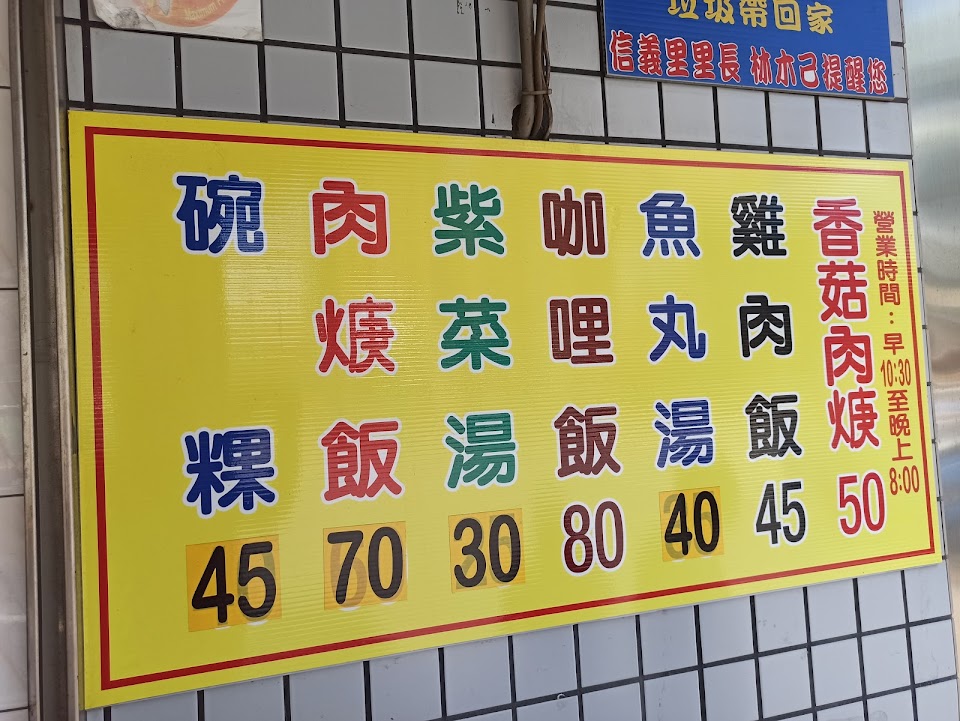 垃圾帶回家
信義里里長 林木己提醒您
營業時間：早10:30至晚上8:00
香菇肉焿 50
雞肉飯 45
魚丸湯 40
咖哩飯 80
紫菜湯 30
肉焿飯 70
碗粿 45